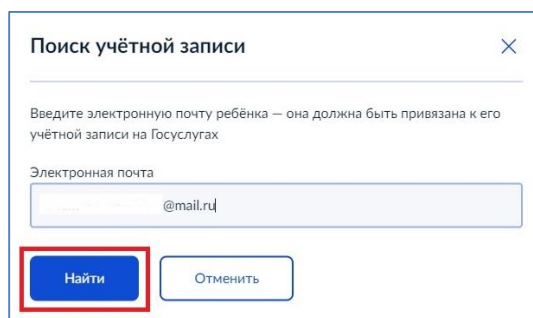 Поиск учётной записи
Введите электронную почту ребёнка — она должна быть привязана к его
учётной записи на Госуслугах
Электронная почта
@mail.ru
Найти
Отменить